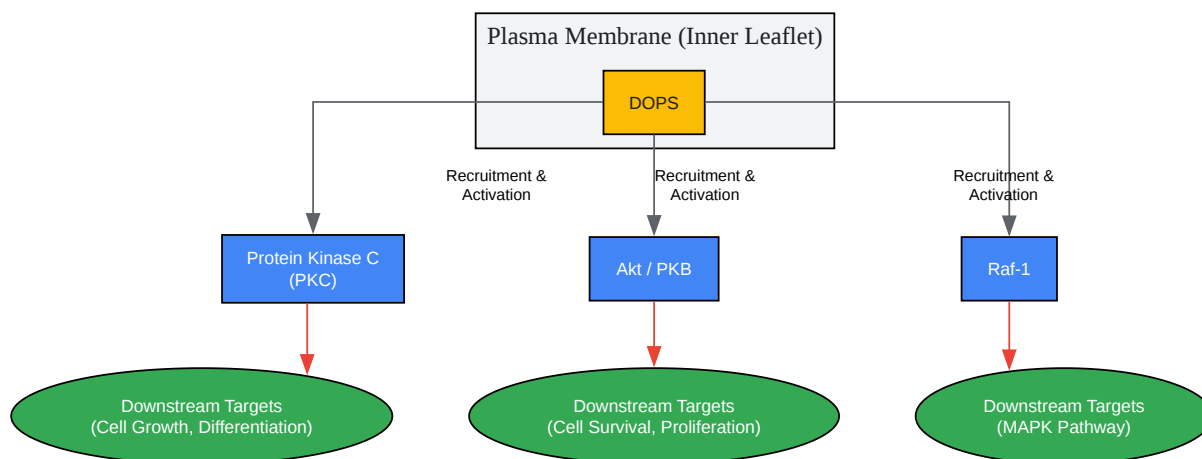 Plasma Membrane (Inner Leaflet)
DOPS
Recruitment &
Activation
Recruitment &
Activation
Recruitment &
Activation
Protein Kinase C
(PKC)
Akt / PKB
Raf-1
Downstream Targets
(Cell Growth, Differentiation)
Downstream Targets
(Cell Survival, Proliferation)
Downstream Targets
(MAPK Pathway)